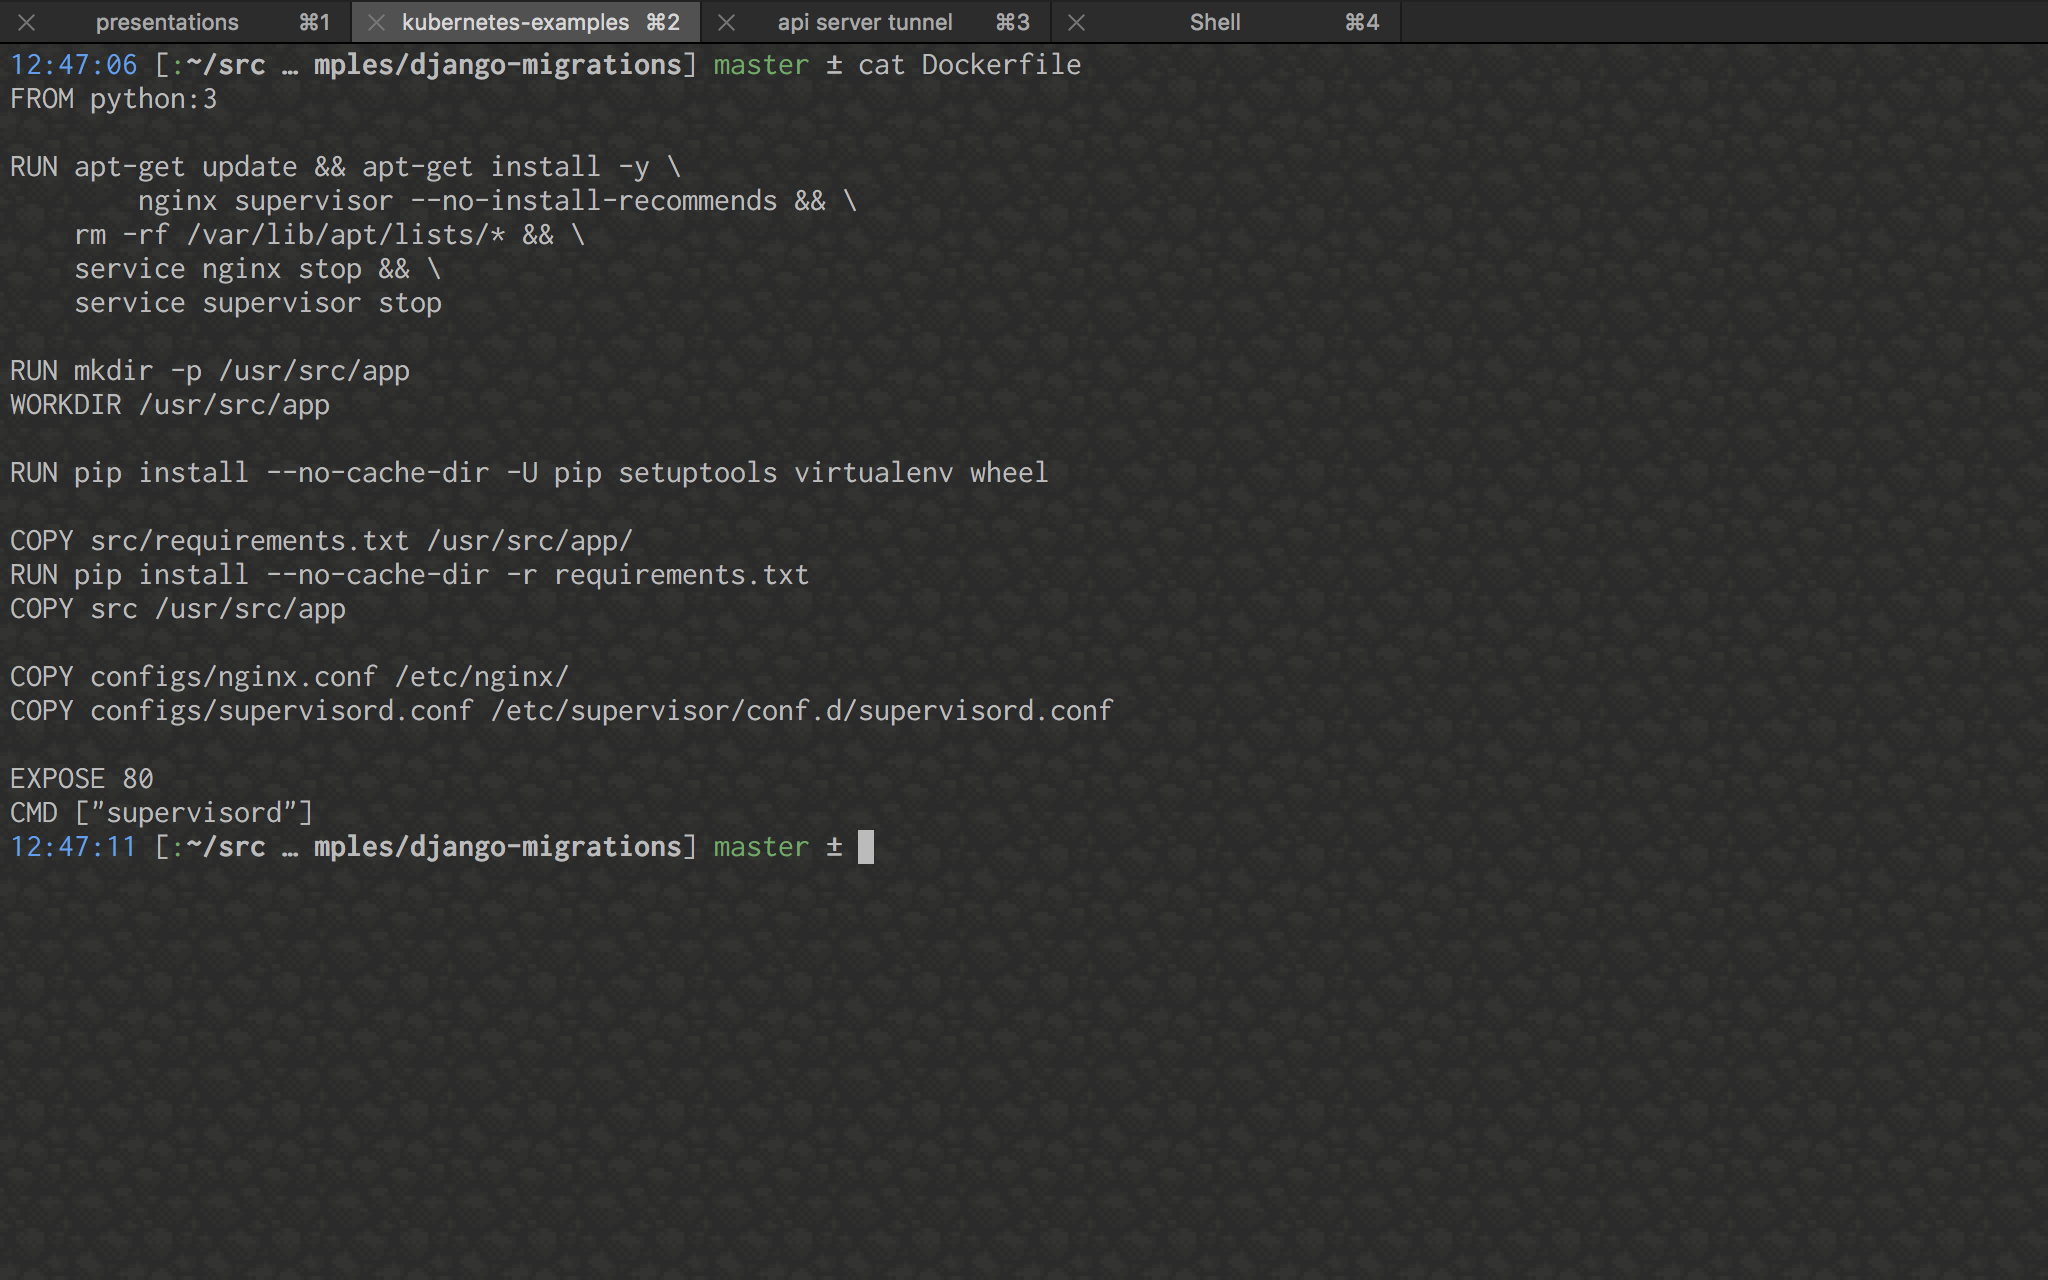 presentations ⌘1 kubernetes-examples ⌘2 api server tunnel ⌘3 Shell ⌘4
12:47:06 [:~/src … mples/django-migrations] master ± cat Dockerfile
FROM python:3
RUN apt-get update && apt-get install -y \
        nginx supervisor --no-install-recommends && \
    rm -rf /var/lib/apt/lists/* && \
    service nginx stop && \
    service supervisor stop
RUN mkdir -p /usr/src/app
WORKDIR /usr/src/app
RUN pip install --no-cache-dir -U pip setuptools virtualenv wheel
COPY src/requirements.txt /usr/src/app/
RUN pip install --no-cache-dir -r requirements.txt
COPY src /usr/src/app
COPY configs/nginx.conf /etc/nginx/
COPY configs/supervisord.conf /etc/supervisor/conf.d/supervisord.conf
EXPOSE 80
CMD ["supervisord"]
12:47:11 [:~/src … mples/django-migrations] master ±